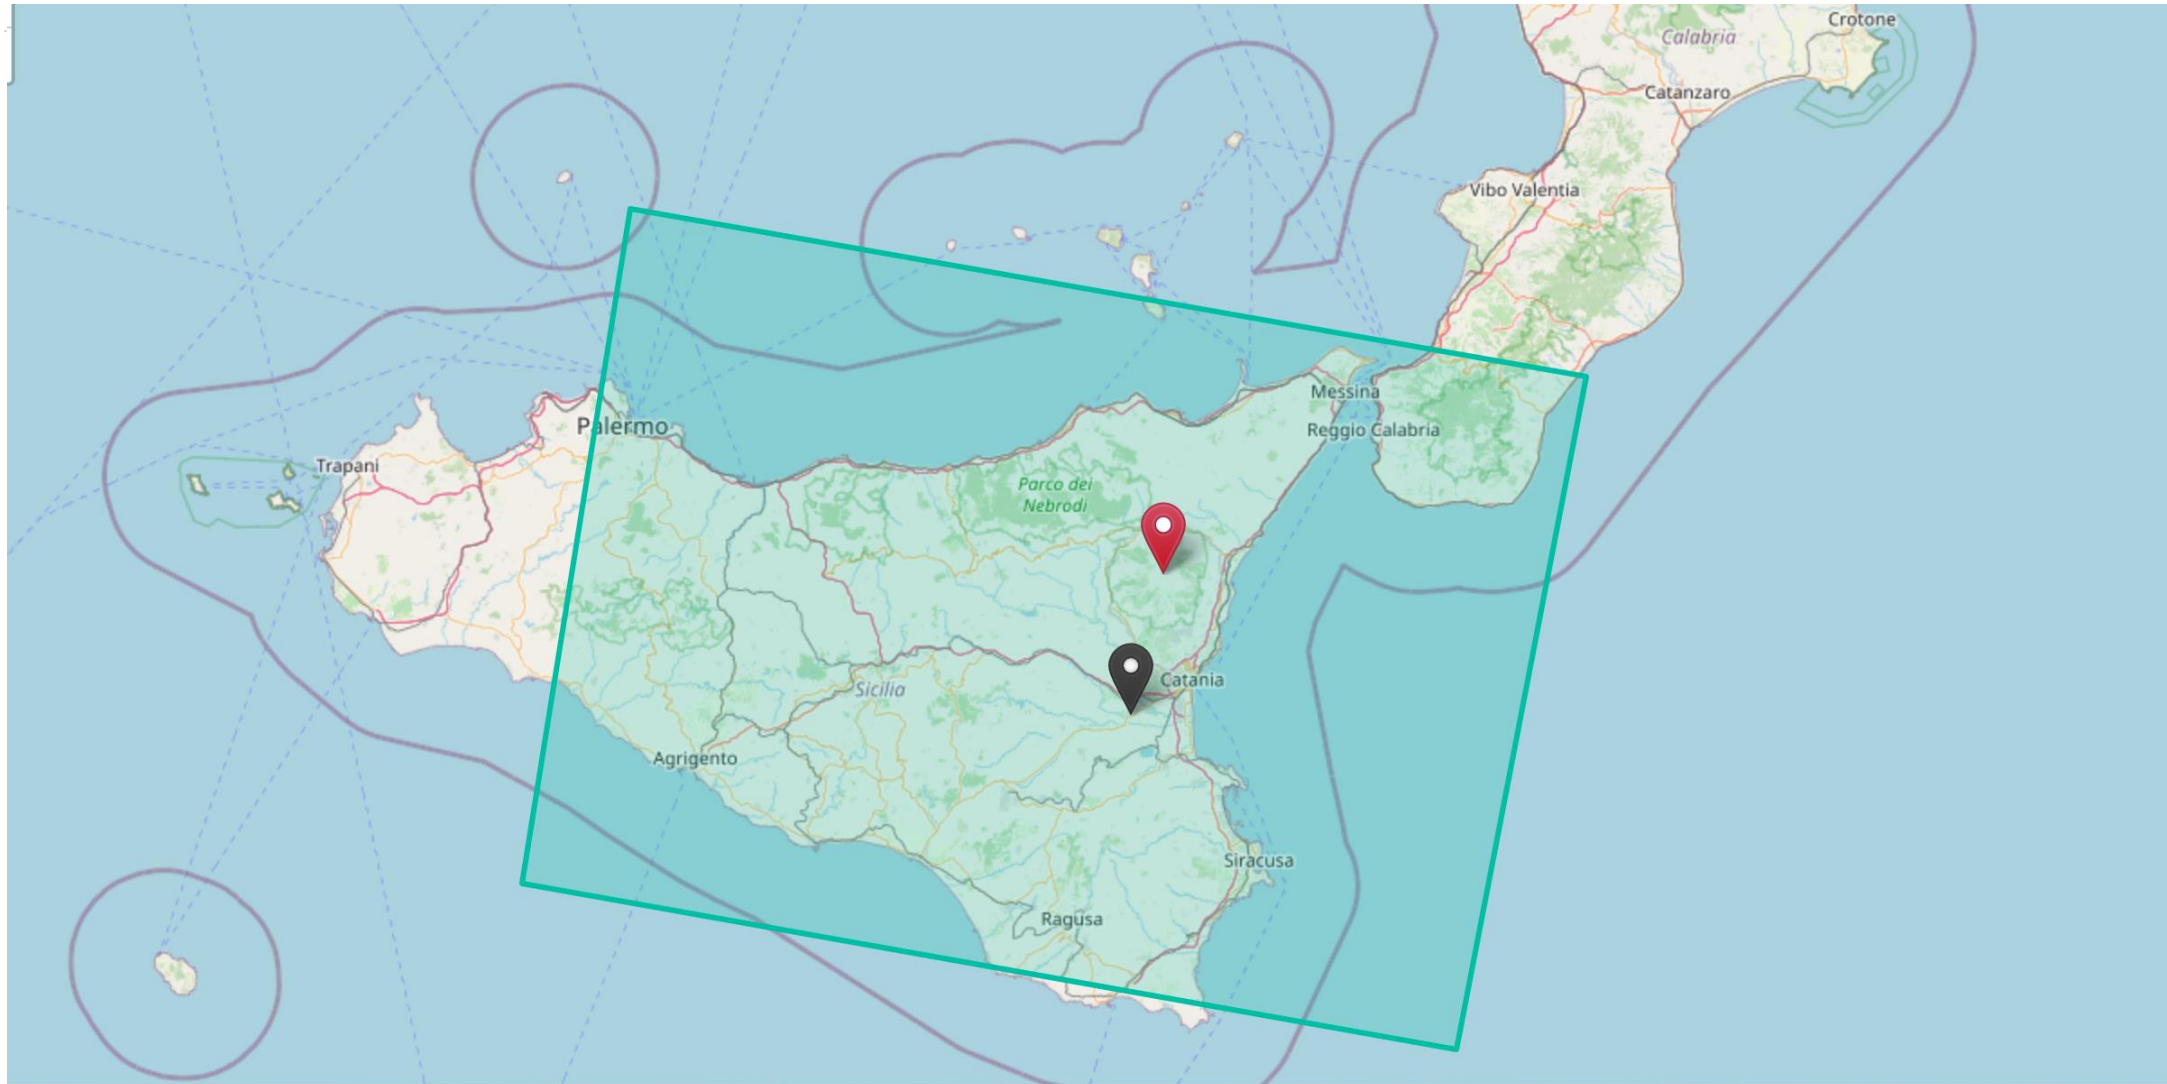 Crotone
Calabria
Catanzaro
Vibo Valentia
Messina
Palermo
Reggio Calabria
Trapani
Parco dei
Nebrodi
Catania
Sicilia
Agrigento
Siracusa
Ragusa